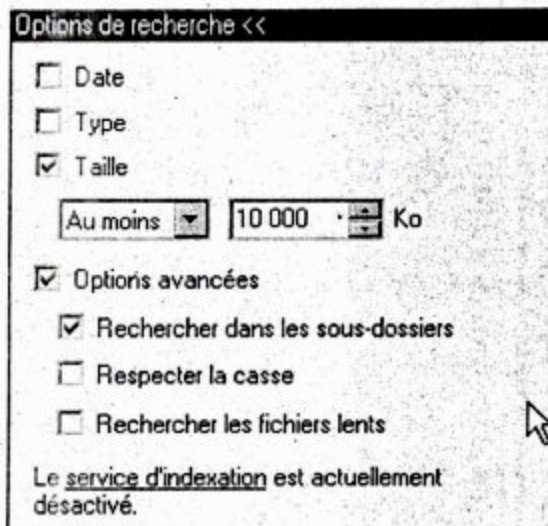 Options de recherche <<
Date
Type
Taille
Au moins 10 000 Ko
Options avancées
Rechercher dans les sous-dossiers
Respecter la casse
Rechercher les fichiers lents
Le service d'indexation est actuellement
désactivé.